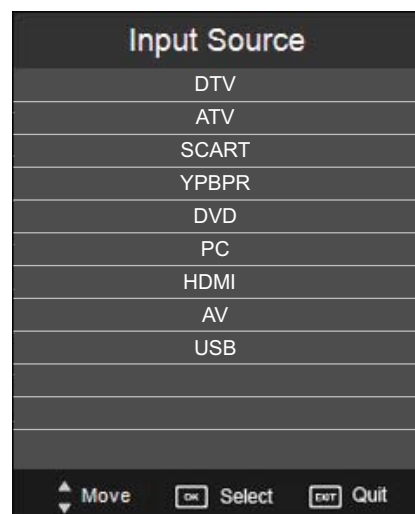 Input Source
DTV
ATV
SCART
YPBPR
DVD
PC
HDMI
AV
USB
Move OK Select EXIT Quit